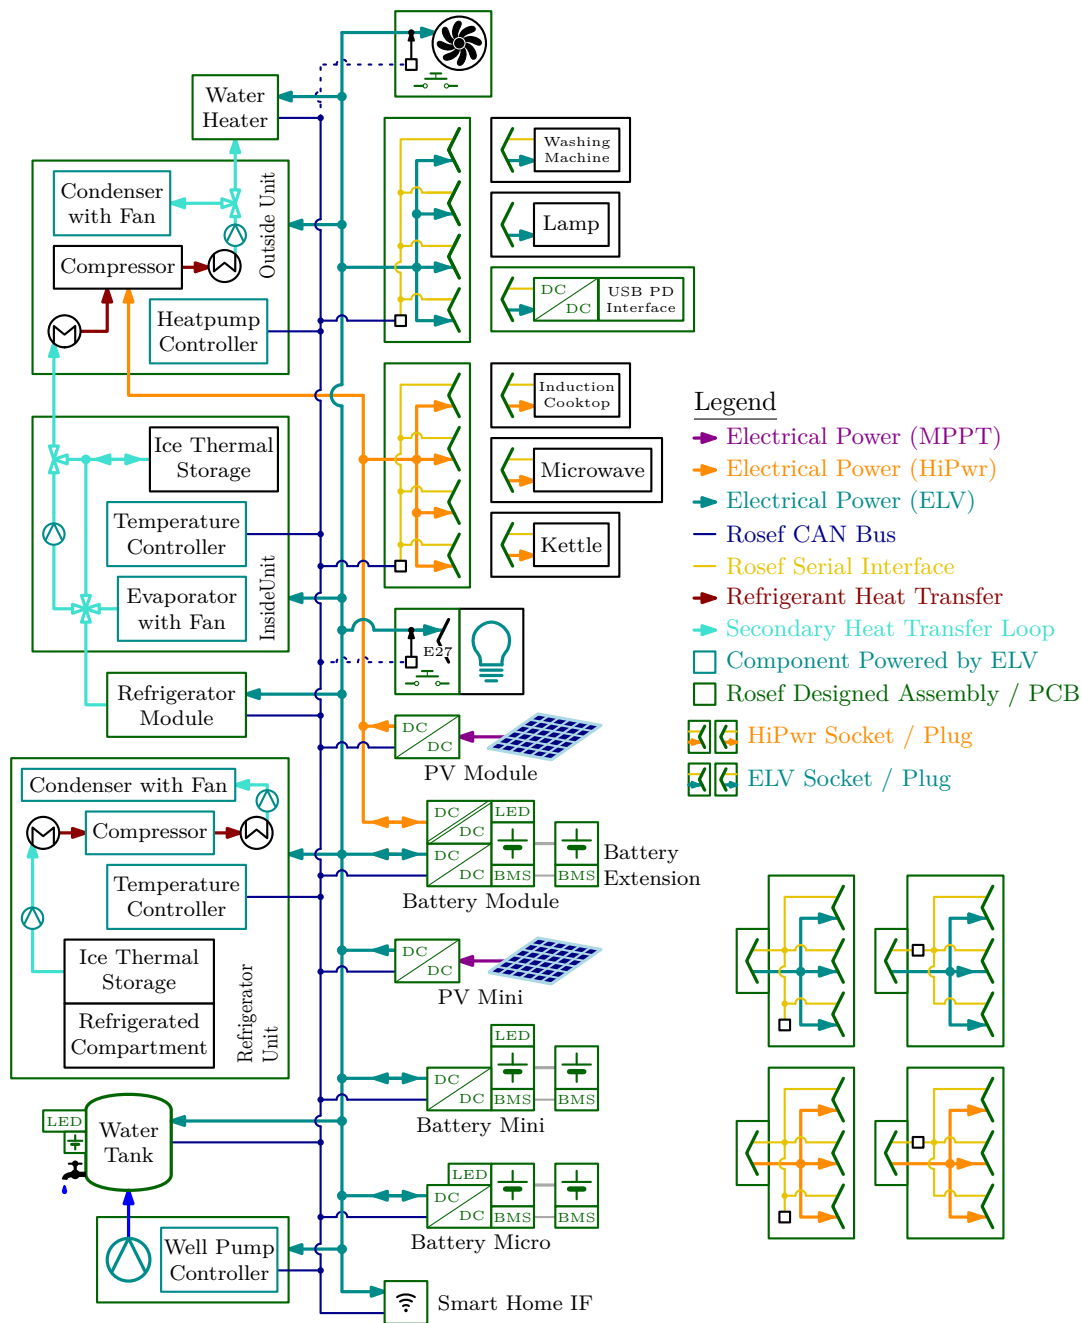 Water
Heater
Condenser
with Fan
Compressor
Heatpump
Controller
Outside Unit
Washing
Machine
Lamp
DC
DC
USB PD
Interface
Ice Thermal
Storage
Temperature
Controller
Evaporator
with Fan
InsideUnit
Induction
Cooktop
Microwave
Kettle
E27
Refrigerator
Module
DC
DC
PV Module
Condenser with Fan
Compressor
Temperature
Controller
Ice Thermal
Storage
Refrigerated
Compartment
Refrigerator
Unit
DC
DC
LED
DC
DC
BMS
BMS
Battery
Extension
Battery Module
DC
DC
PV Mini
LED
DC
DC
BMS
BMS
Battery Mini
LED
Water
Tank
LED
DC
DC
BMS
BMS
Battery Micro
Well Pump
Controller
Smart Home IF
Legend
Electrical Power (MPPT)
Electrical Power (HiPwr)
Electrical Power (ELV)
Rosef CAN Bus
Rosef Serial Interface
Refrigerant Heat Transfer
Secondary Heat Transfer Loop
Component Powered by ELV
Rosef Designed Assembly / PCB
HiPwr Socket / Plug
ELV Socket / Plug